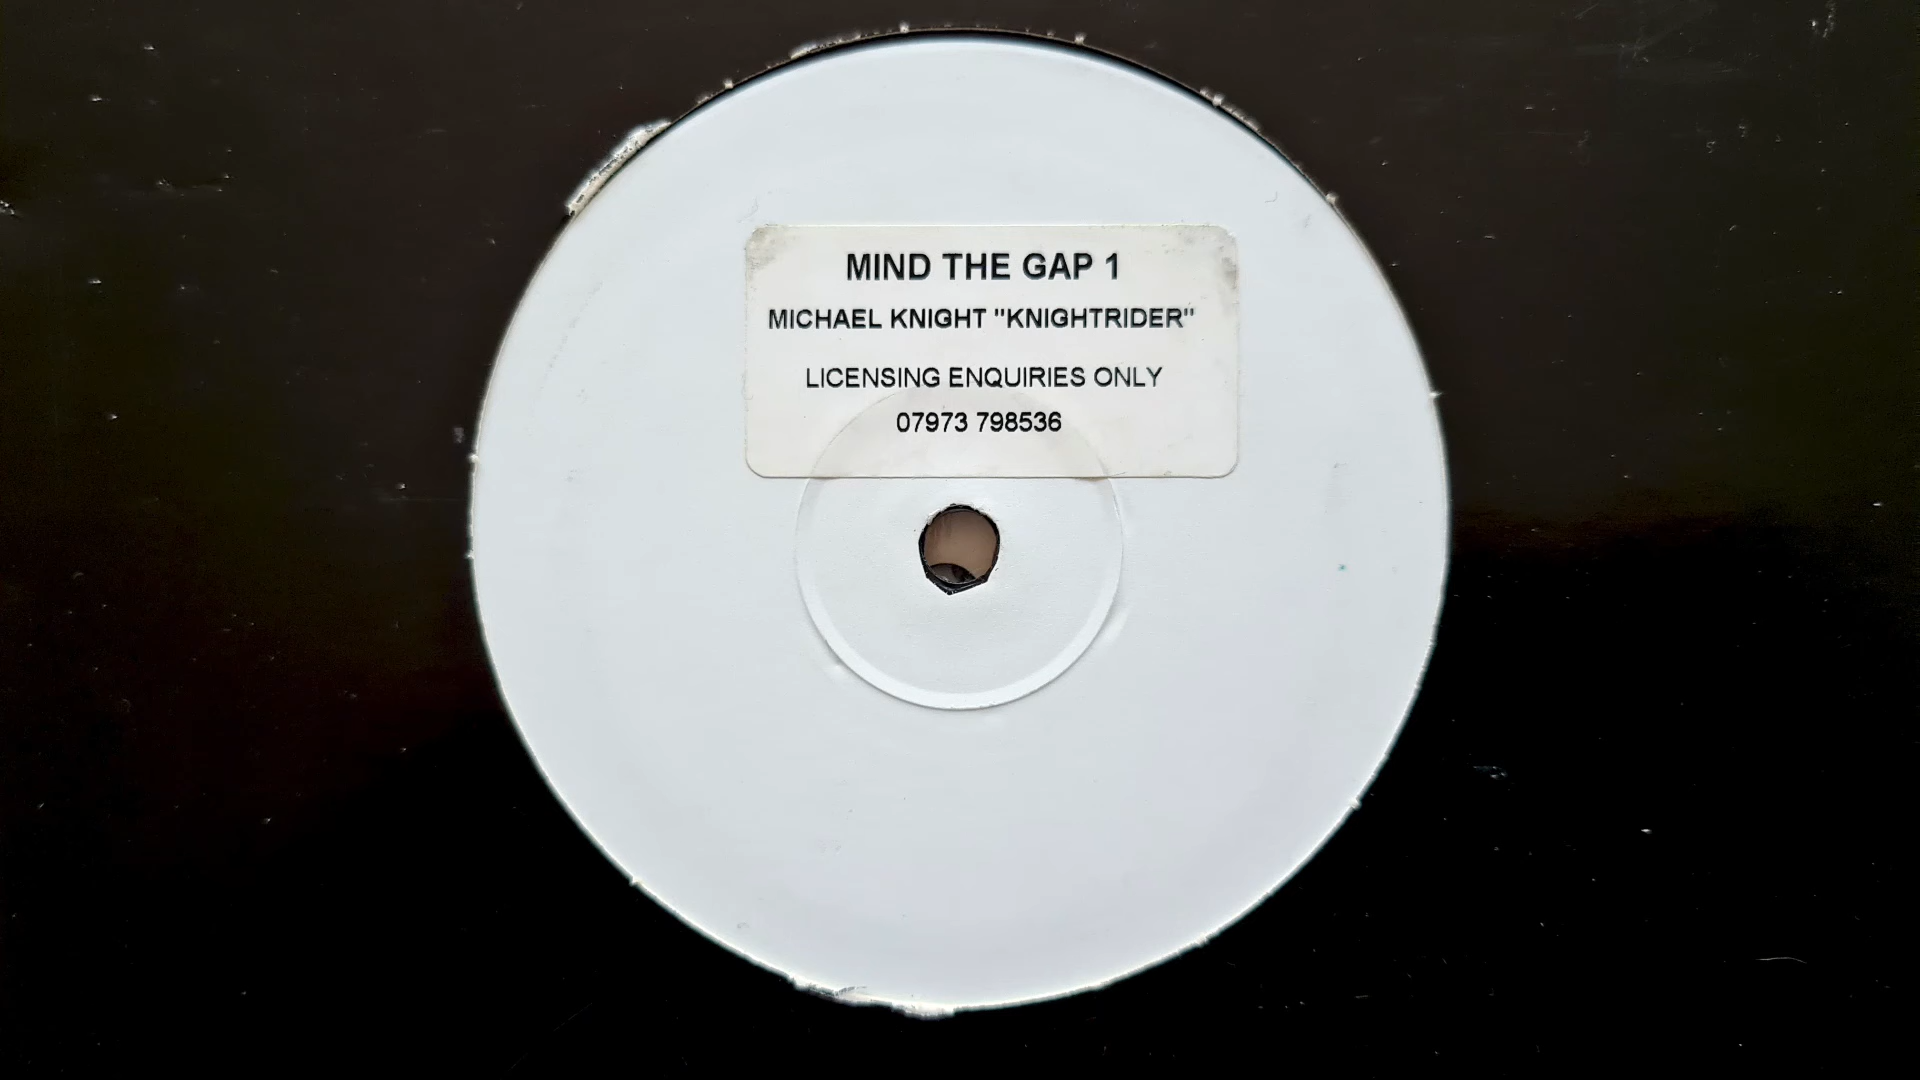 MIND THE GAP 1
MICHAEL KNIGHT "KNIGHTRIDER"
LICENSING ENQUIRIES ONLY
07973 798536